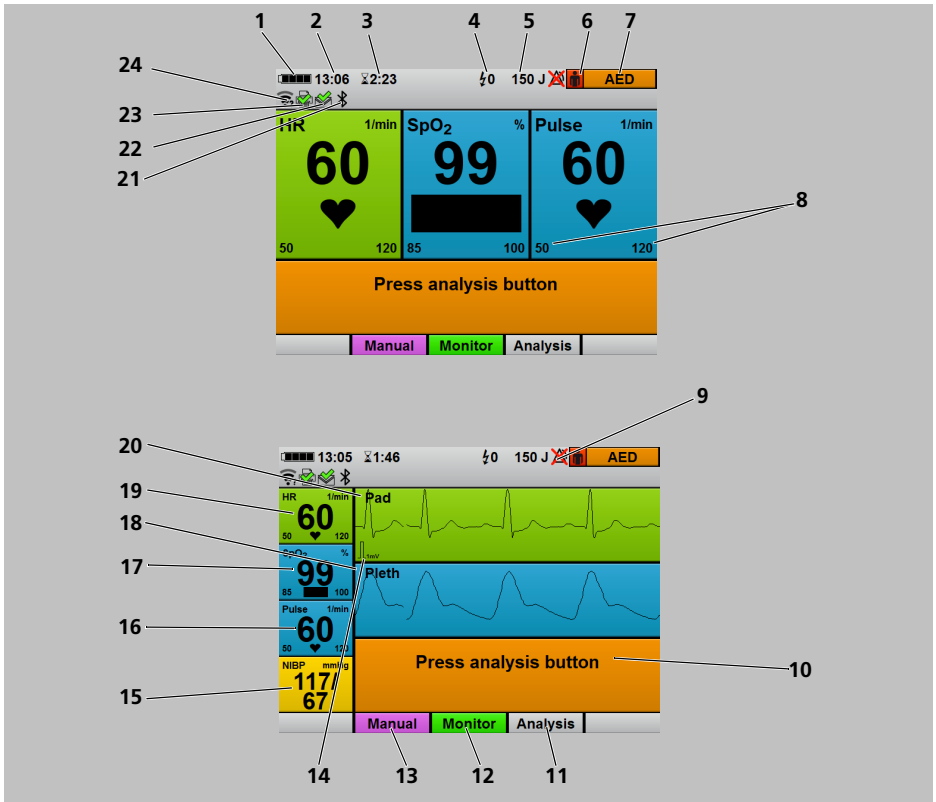 1 2 3 4 5 6 7
24 13:06 2:23 0 150 J AED
23
22 HR 1/min SpO2 % Pulse 1/min
21 60 99 60
8
50 120 85 100 50 120
Press analysis button
Manual Monitor Analysis
9
20 13:05 1:46 0 150 J AED
19 HR 1/min Pad
60
50 120
18 1mV
SpO2 % Pleth
17 99
85 100
16 Pulse 1/min
60
50 120
NIBP mmHg Press analysis button 10
15 117/
67
Manual Monitor Analysis
14 13 12 11